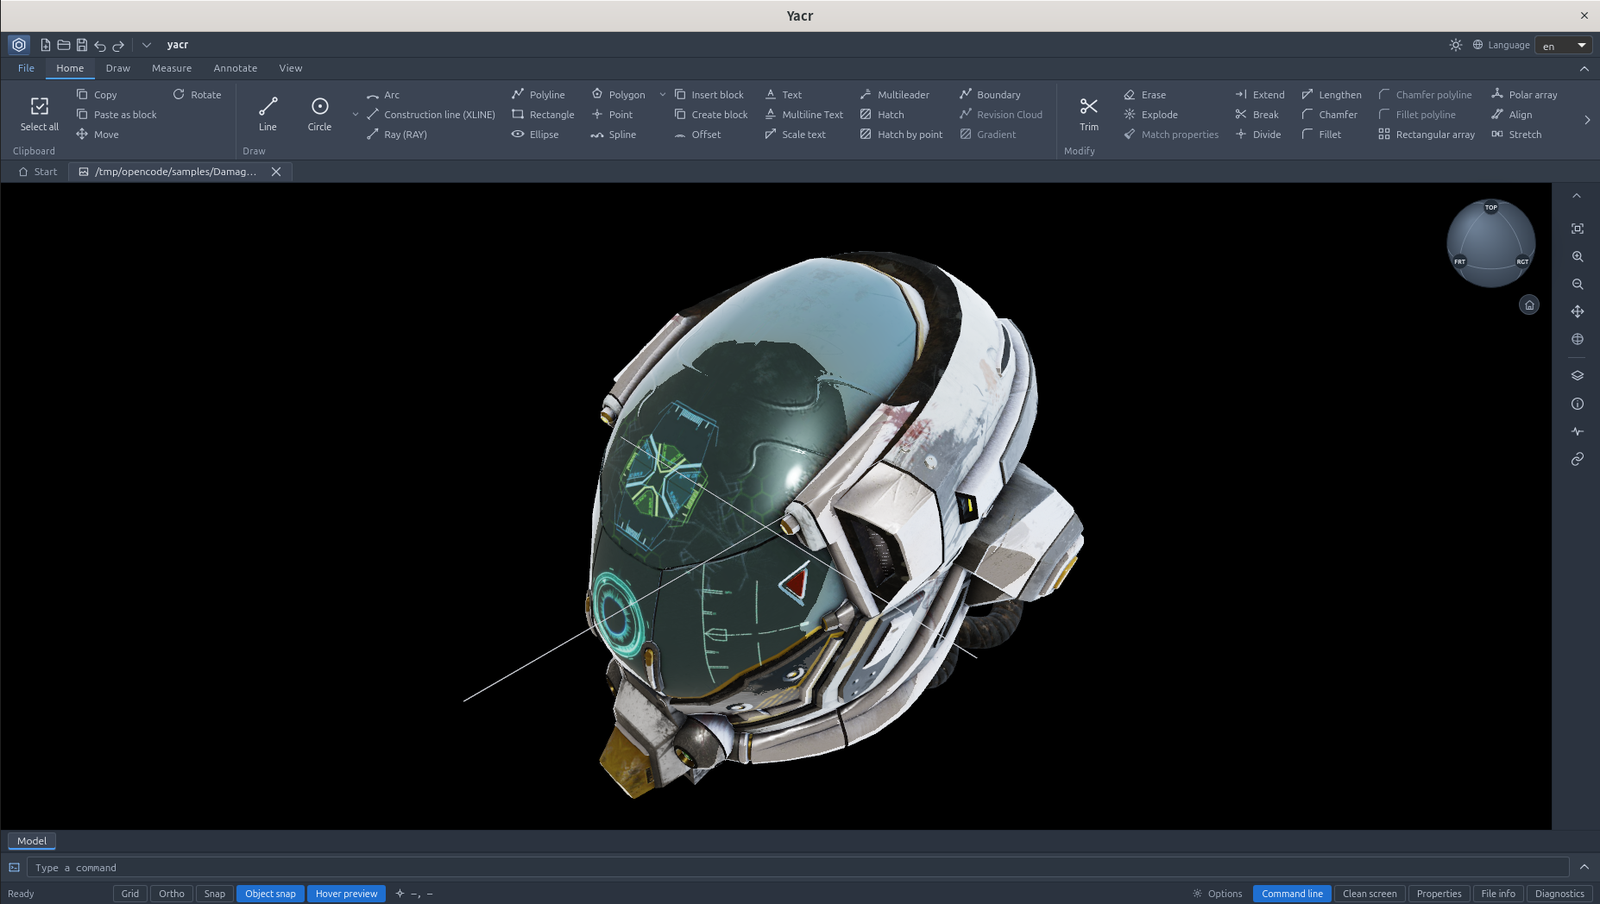 Yacr
yacr
Language
en
File
Home
Draw
Measure
Annotate
View
Select all
Copy
Paste as block
Move
Rotate
Clipboard
Line
Circle
Arc
Construction line (XLINE)
Ray (RAY)
Polyline
Rectangle
Ellipse
Polygon
Point
Spline
Insert block
Create block
Offset
Text
Multiline Text
Scale text
Multileader
Hatch
Hatch by point
Boundary
Revision Cloud
Gradient
Draw
Trim
Erase
Explode
Match properties
Extend
Break
Divide
Lengthen
Chamfer
Fillet
Chamfer polyline
Fillet polyline
Rectangular array
Polar array
Align
Stretch
Modify
Start
/tmp/opencode/samples/Damag...
TOP
FRT
RGT
Model
Type a command
Ready
Grid
Ortho
Snap
Object snap
Hover preview
–, –
Options
Command line
Clean screen
Properties
File info
Diagnostics